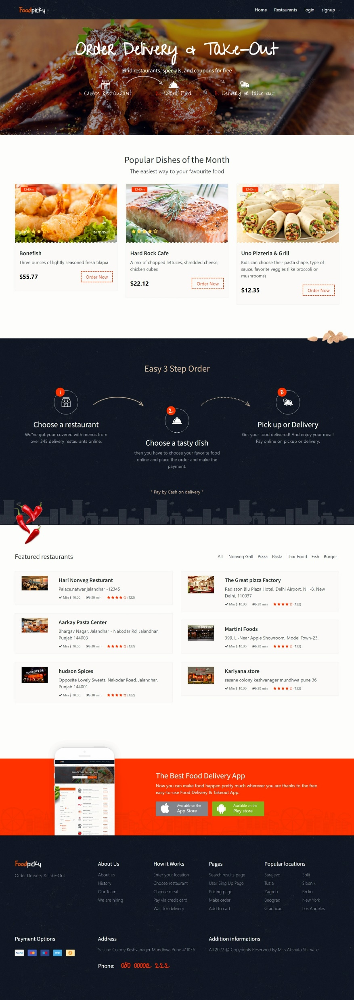 Foodpicky
Home Restaurants login signup
Order Delivery & Take-Out
Find restaurants, specials, and coupons for free
1. Choose Restaurant 2. Order Food 3. Delivery or take out
Popular Dishes of the Month
The easiest way to your favourite food
1240m
198 REVIEWS
Bonefish
Three ounces of lightly seasoned fresh tilapia
$55.77 Order Now
1240m
198 REVIEWS
Hard Rock Cafe
A mix of chopped lettuces, shredded cheese,
chicken cubes
$22.12 Order Now
1240m
198 REVIEWS
Uno Pizzeria & Grill
Kids can choose their pasta shape, type of
sauce, favorite veggies (like broccoli or
mushrooms)
$12.35 Order Now
Easy 3 Step Order
1
Choose a restaurant
We"ve got your covered with menus from
over 345 delivery restaurants online.
2
Choose a tasty dish
then you have to choose your favorite food
online and place the order and make the
payment.
3
Pick up or Delivery
Get your food delivered! And enjoy your meal!
Pay online on pickup or delivery.
* Pay by Cash on delivery *
Featured restaurants
All Nonveg Grill Pizza Pasta Thai-Food Fish Burger
Hari Nonveg Resturant
Palace,natwar jalandhar -12345
Min $ 10.00 30 min (122)
The Great pizza Factory
Radisson Blu Plaza Hotel, Delhi Airport, NH-8, New
Delhi, 110037
Min $ 10.00 30 min (122)
Aarkay Pasta Center
Bhargav Nagar, Jalandhar - Nakodar Rd, Jalandhar,
Punjab 144003
Min $ 10.00 30 min (122)
MARTINI
Martini Foods
399, L -Near Apple Showroom, Model Town-23.
Min $ 10.00 30 min (122)
HUDSON
hudson Spices
Opposite Lovely Sweets, Nakodar Road, Jalandhar,
Punjab 144001
Min $ 10.00 30 min (122)
Kariyana store
sasane colony keshvanager mundhwa pune 36
Min $ 10.00 30 min (122)
Search Your Favour Food
The Best Food Delivery App
Now you can make food happen pretty much wherever you are thanks to the free
easy-to-use Food Delivery & Takeout App.
Available on the
App Store
Available on the
Play store
Foodpicky
Order Delivery & Take-Out
About Us
About us
History
Our Team
We are hiring
How it Works
Enter your location
Choose restaurant
Choose meal
Pay via credit card
Wait for delivery
Pages
Search results page
User Sing Up Page
Pricing page
Make order
Add to cart
Popular locations
Sarajevo
Tuzla
Zagreb
Beograd
Gradacac
Split
Sibenik
Brcko
New York
Los Angeles
Payment Options
PayPal
stripe
Address
Sasane Colony Keshvanager Mundhwa Pune 411036
Phone: 080 000012 222
Addition informations
All 2022 @ Copyrights Reservred By Miss.Akshata Shirwale